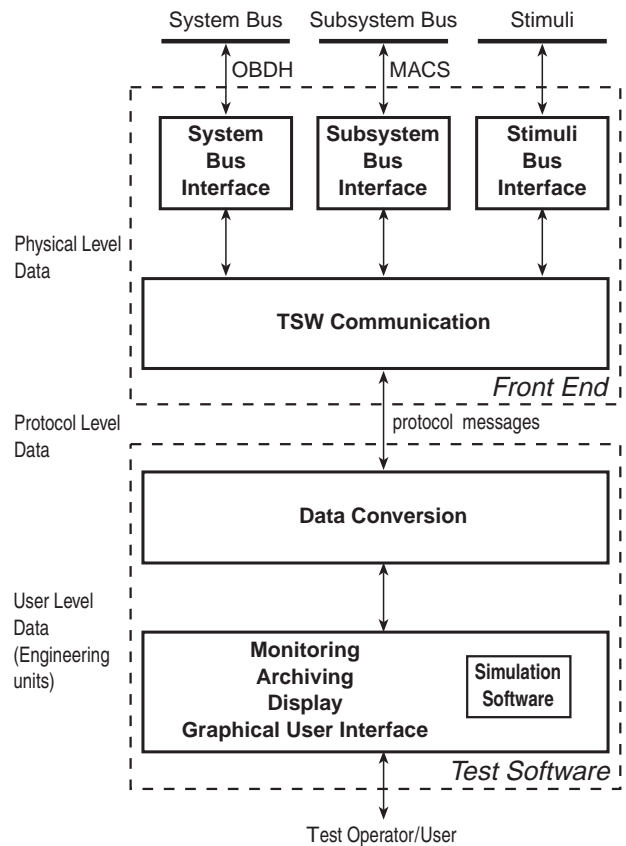 System Bus
Subsystem Bus
Stimuli
OBDH
MACS
System
Bus
Interface
Subsystem
Bus
Interface
Stimuli
Bus
Interface
Physical Level
Data
TSW Communication
Front End
Protocol Level
Data
protocol messages
Data Conversion
User Level
Data
(Engineering
units)
Monitoring
Archiving
Display
Graphical User Interface
Simulation
Software
Test Software
Test Operator/User